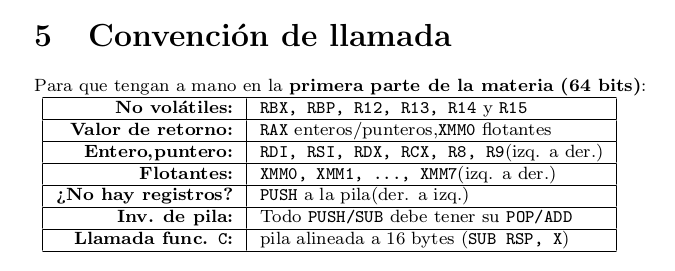 5 Convención de llamada
Para que tengan a mano en la primera parte de la materia (64 bits):
No volátiles: RBX, RBP, R12, R13, R14 y R15
Valor de retorno: RAX enteros/punteros,XMM0 flotantes
Entero,puntero: RDI, RSI, RDX, RCX, R8, R9(izq. a der.)
Flotantes: XMM0, XMM1, ..., XMM7(izq. a der.)
¿No hay registros? PUSH a la pila(der. a izq.)
Inv. de pila: Todo PUSH/SUB debe tener su POP/ADD
Llamada func. C: pila alineada a 16 bytes (SUB RSP, X)